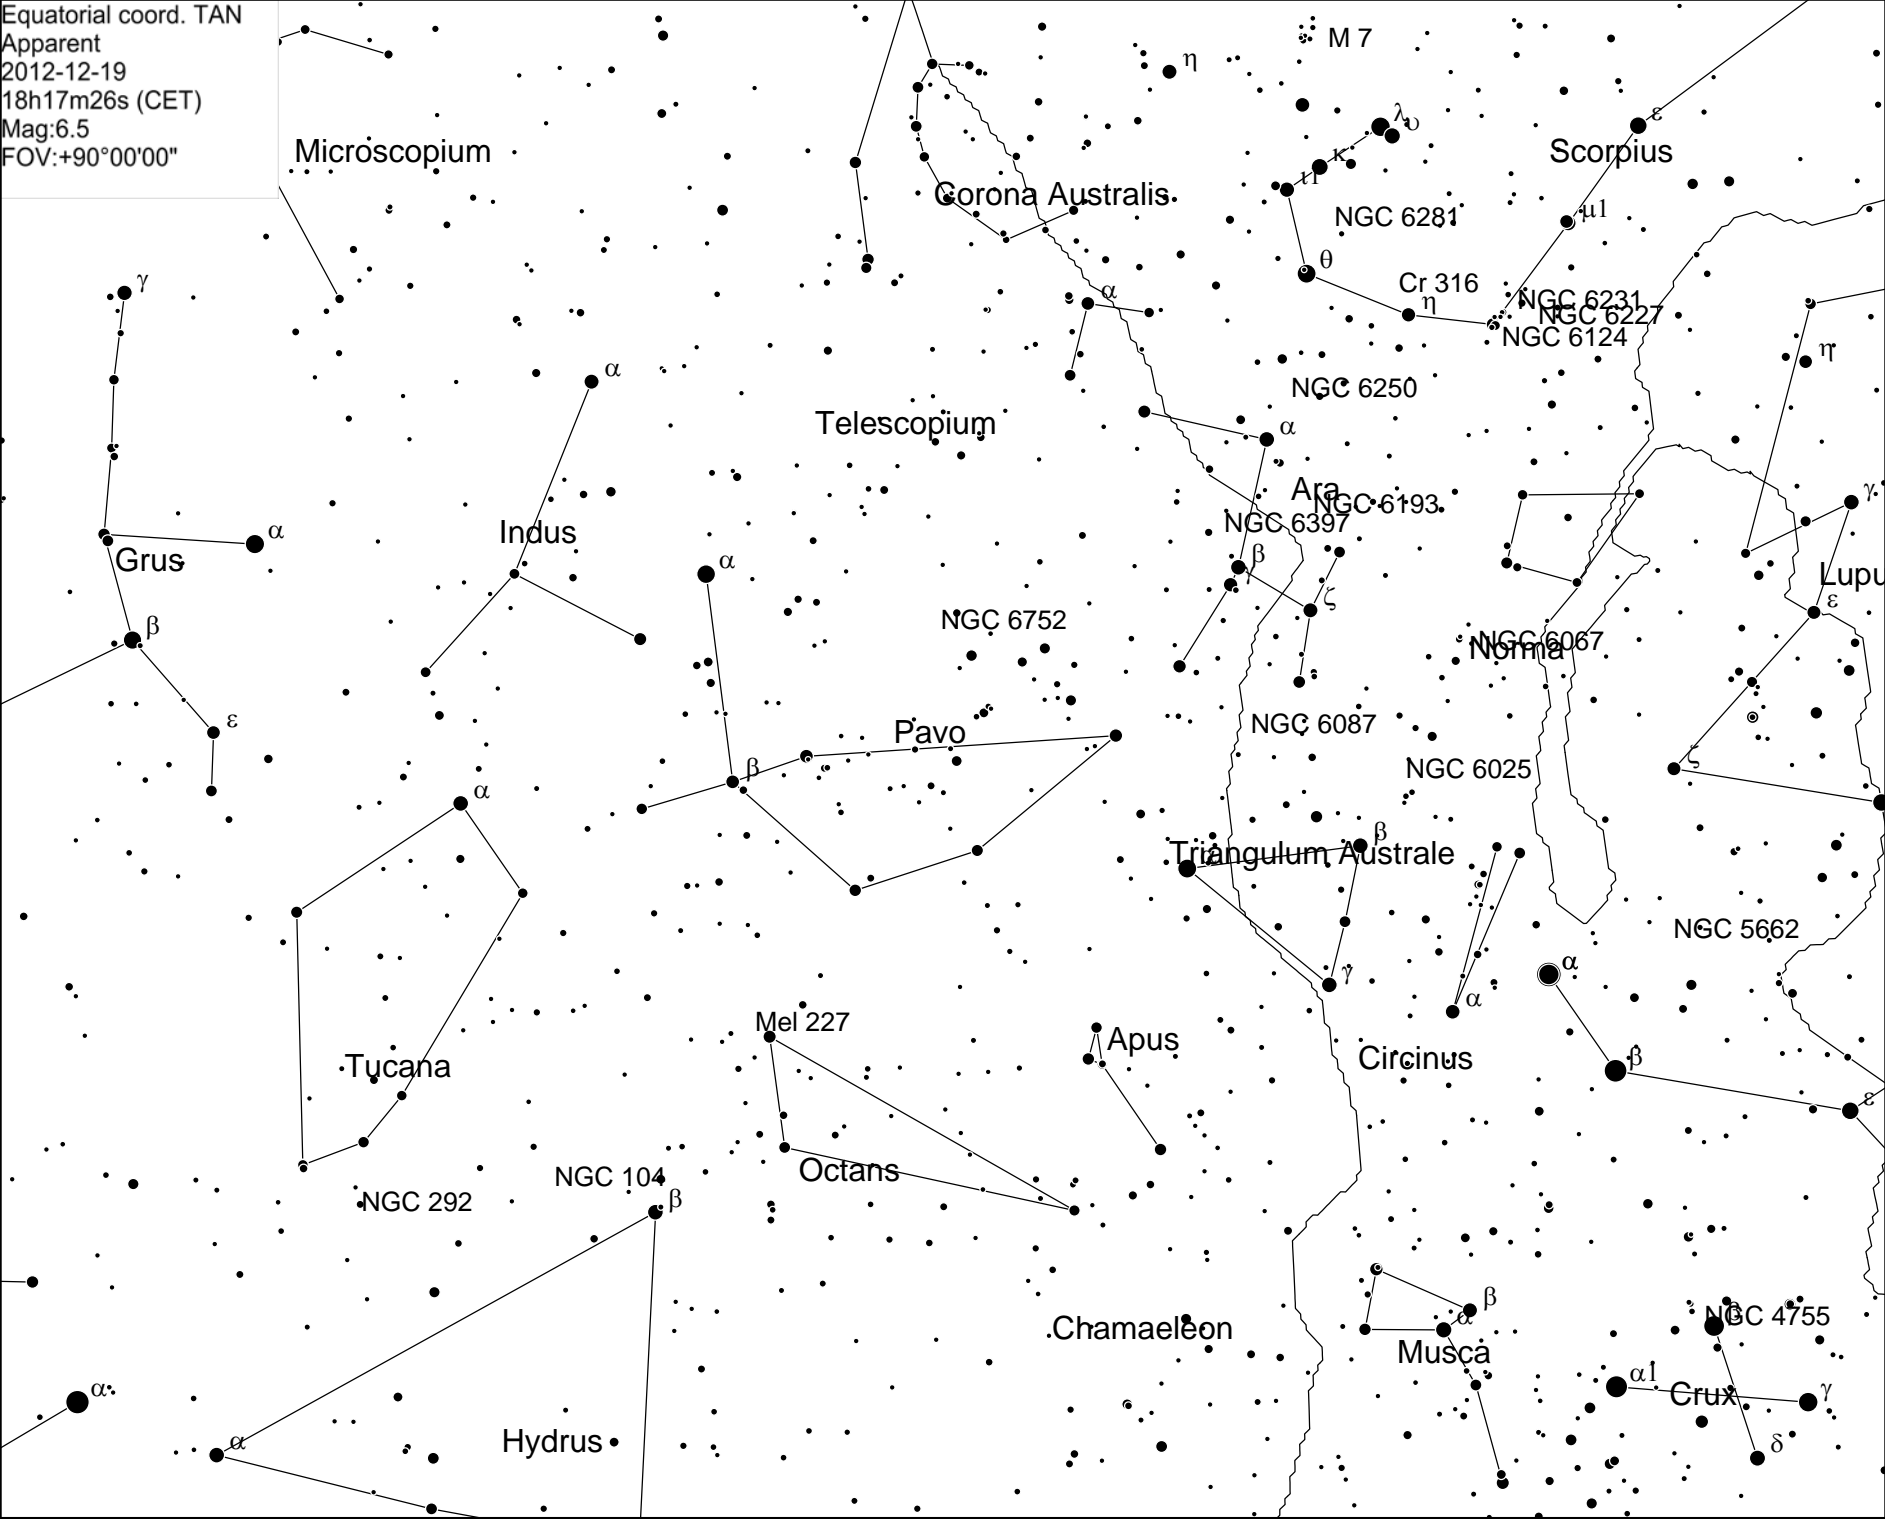 Equatorial coord. TAN
Apparent
2012-12-19
18h17m26s (CET)
Mag:6.5
FOV:+90°00'00"
M 7
η
λ
υ
ε
Microscopium
κ
Scorpius
ι1
Corona Australis
μ1
NGC 6281
θ
γ
Cr 316
α
η
NGC 6231
NGC 6227
NGC 6124
η
α
NGC 6250
Telescopium
α
Ara
NGC 6193
γ
NGC 6397
α
Indus
Grus
α
β
γ
Lupu
ζ
ε
β
NGC 6752
NGC 6067
Norma
ε
Pavo
NGC 6087
β
NGC 6025
ζ
α
β
Triangulum Australe
α
NGC 5662
γ
α
α
Mel 227
Apus
Circinus
β
Tucana
ε
Octans
NGC 104
β
NGC 292
β
α
β
NGC 4755
Chamaeleon
Musca
α
α1
Crux
γ
α
Hydrus
δ